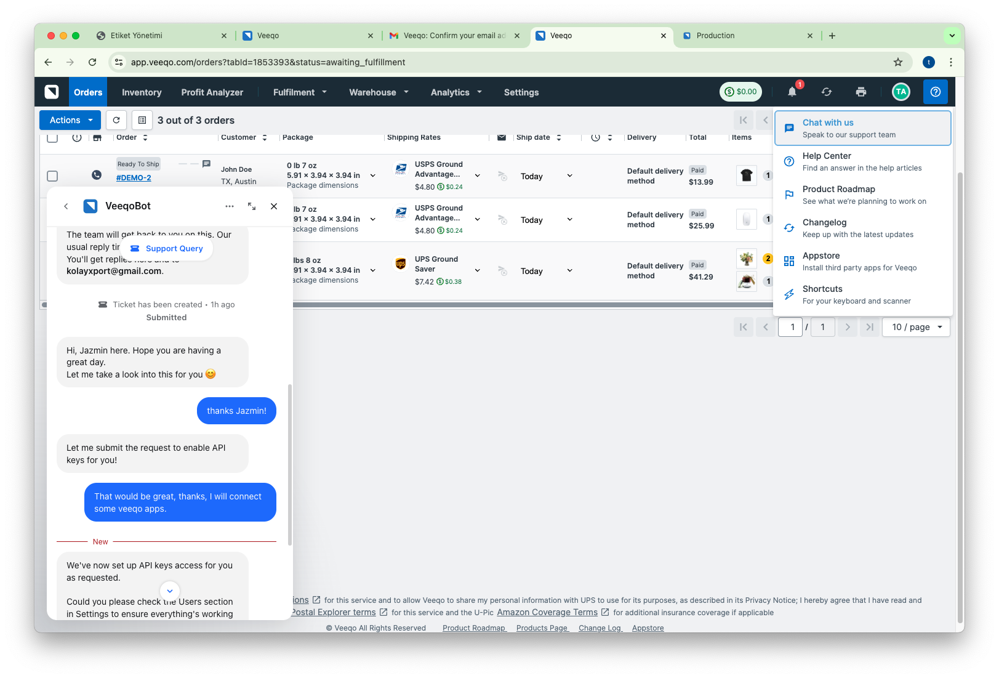 Etiket Yönetimi
Veeqo
Veeqo: Confirm your email ad
Veeqo
Production
app.veeqo.com/orders?tabId=1853393&status=awaiting_fulfillment
t
Orders
Inventory
Profit Analyzer
Fulfilment
Warehouse
Analytics
Settings
$0.00
1
TA
Actions
3 out of 3 orders
Order
Customer
Package
Shipping Rates
Ship date
Delivery
Total
Items
Ready To Ship
#DEMO-2
John Doe
TX, Austin
0 lb 7 oz
5.91 × 3.94 × 3.94 in
Package dimensions
USPS Ground
Advantage...
$4.80 $0.24
Today
Default delivery
method
Paid
$13.99
1
lb 7 oz
91 × 3.94 × 3.94 in
ackage dimensions
USPS Ground
Advantage...
$4.80 $0.24
Today
Default delivery
method
Paid
$25.99
1
lbs 8 oz
91 × 3.94 × 3.94 in
ackage dimensions
ups
UPS Ground
Saver
$7.42 $0.38
Today
Default delivery
method
Paid
$41.29
2
1
Chat with us
Speak to our support team
Help Center
Find an answer in the help articles
Product Roadmap
See what we're planning to work on
Changelog
Keep up with the latest updates
Appstore
Install third party apps for Veeqo
Shortcuts
For your keyboard and scanner
1 / 1
10 / page
VeeqoBot
The team will get back to you on this. Our
usual reply tir
Support Query
You'll get replies here and to
kolayxport@gmail.com.
Ticket has been created • 1h ago
Submitted
Hi, Jazmin here. Hope you are having a
great day.
Let me take a look into this for you 😊
thanks Jazmin!
Let me submit the request to enable API
keys for you!
That would be great, thanks, I will connect
some veeqo apps.
New
We've now set up API keys access for you
as requested.
Could you please check the Users section
in Settings to ensure everything's working
ions for this service and to allow Veeqo to share my personal information with UPS to use for its purposes, as described in its Privacy Notice; I hereby agree that I have read and
Postal Explorer terms for this service and the U-Pic Amazon Coverage Terms for additional insurance coverage if applicable
© Veeqo All Rights Reserved
Product Roadmap
Products Page
Change Log
Appstore